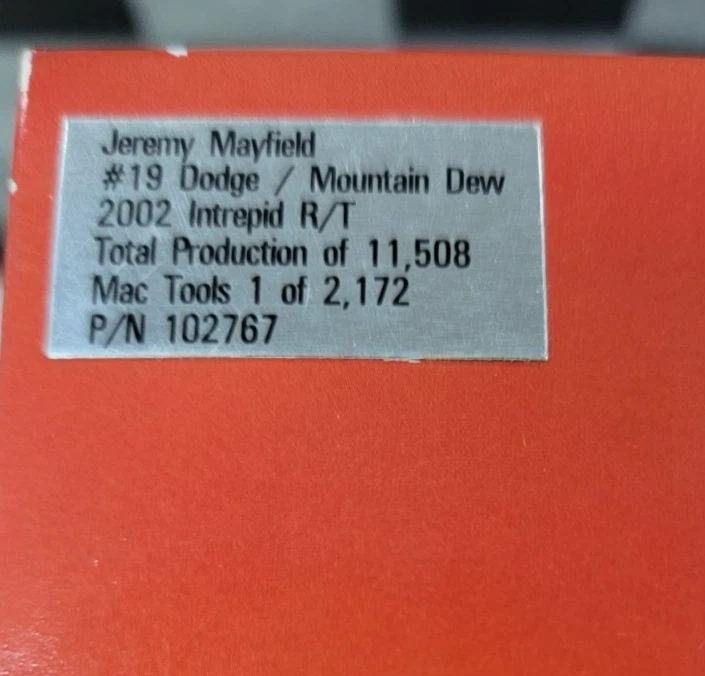 Jeremy Mayfield
#19 Dodge / Mountain Dew
2002 Intrepid R/T
Total Production of 11,508
Mac Tools 1 of 2,172
P/N 102767